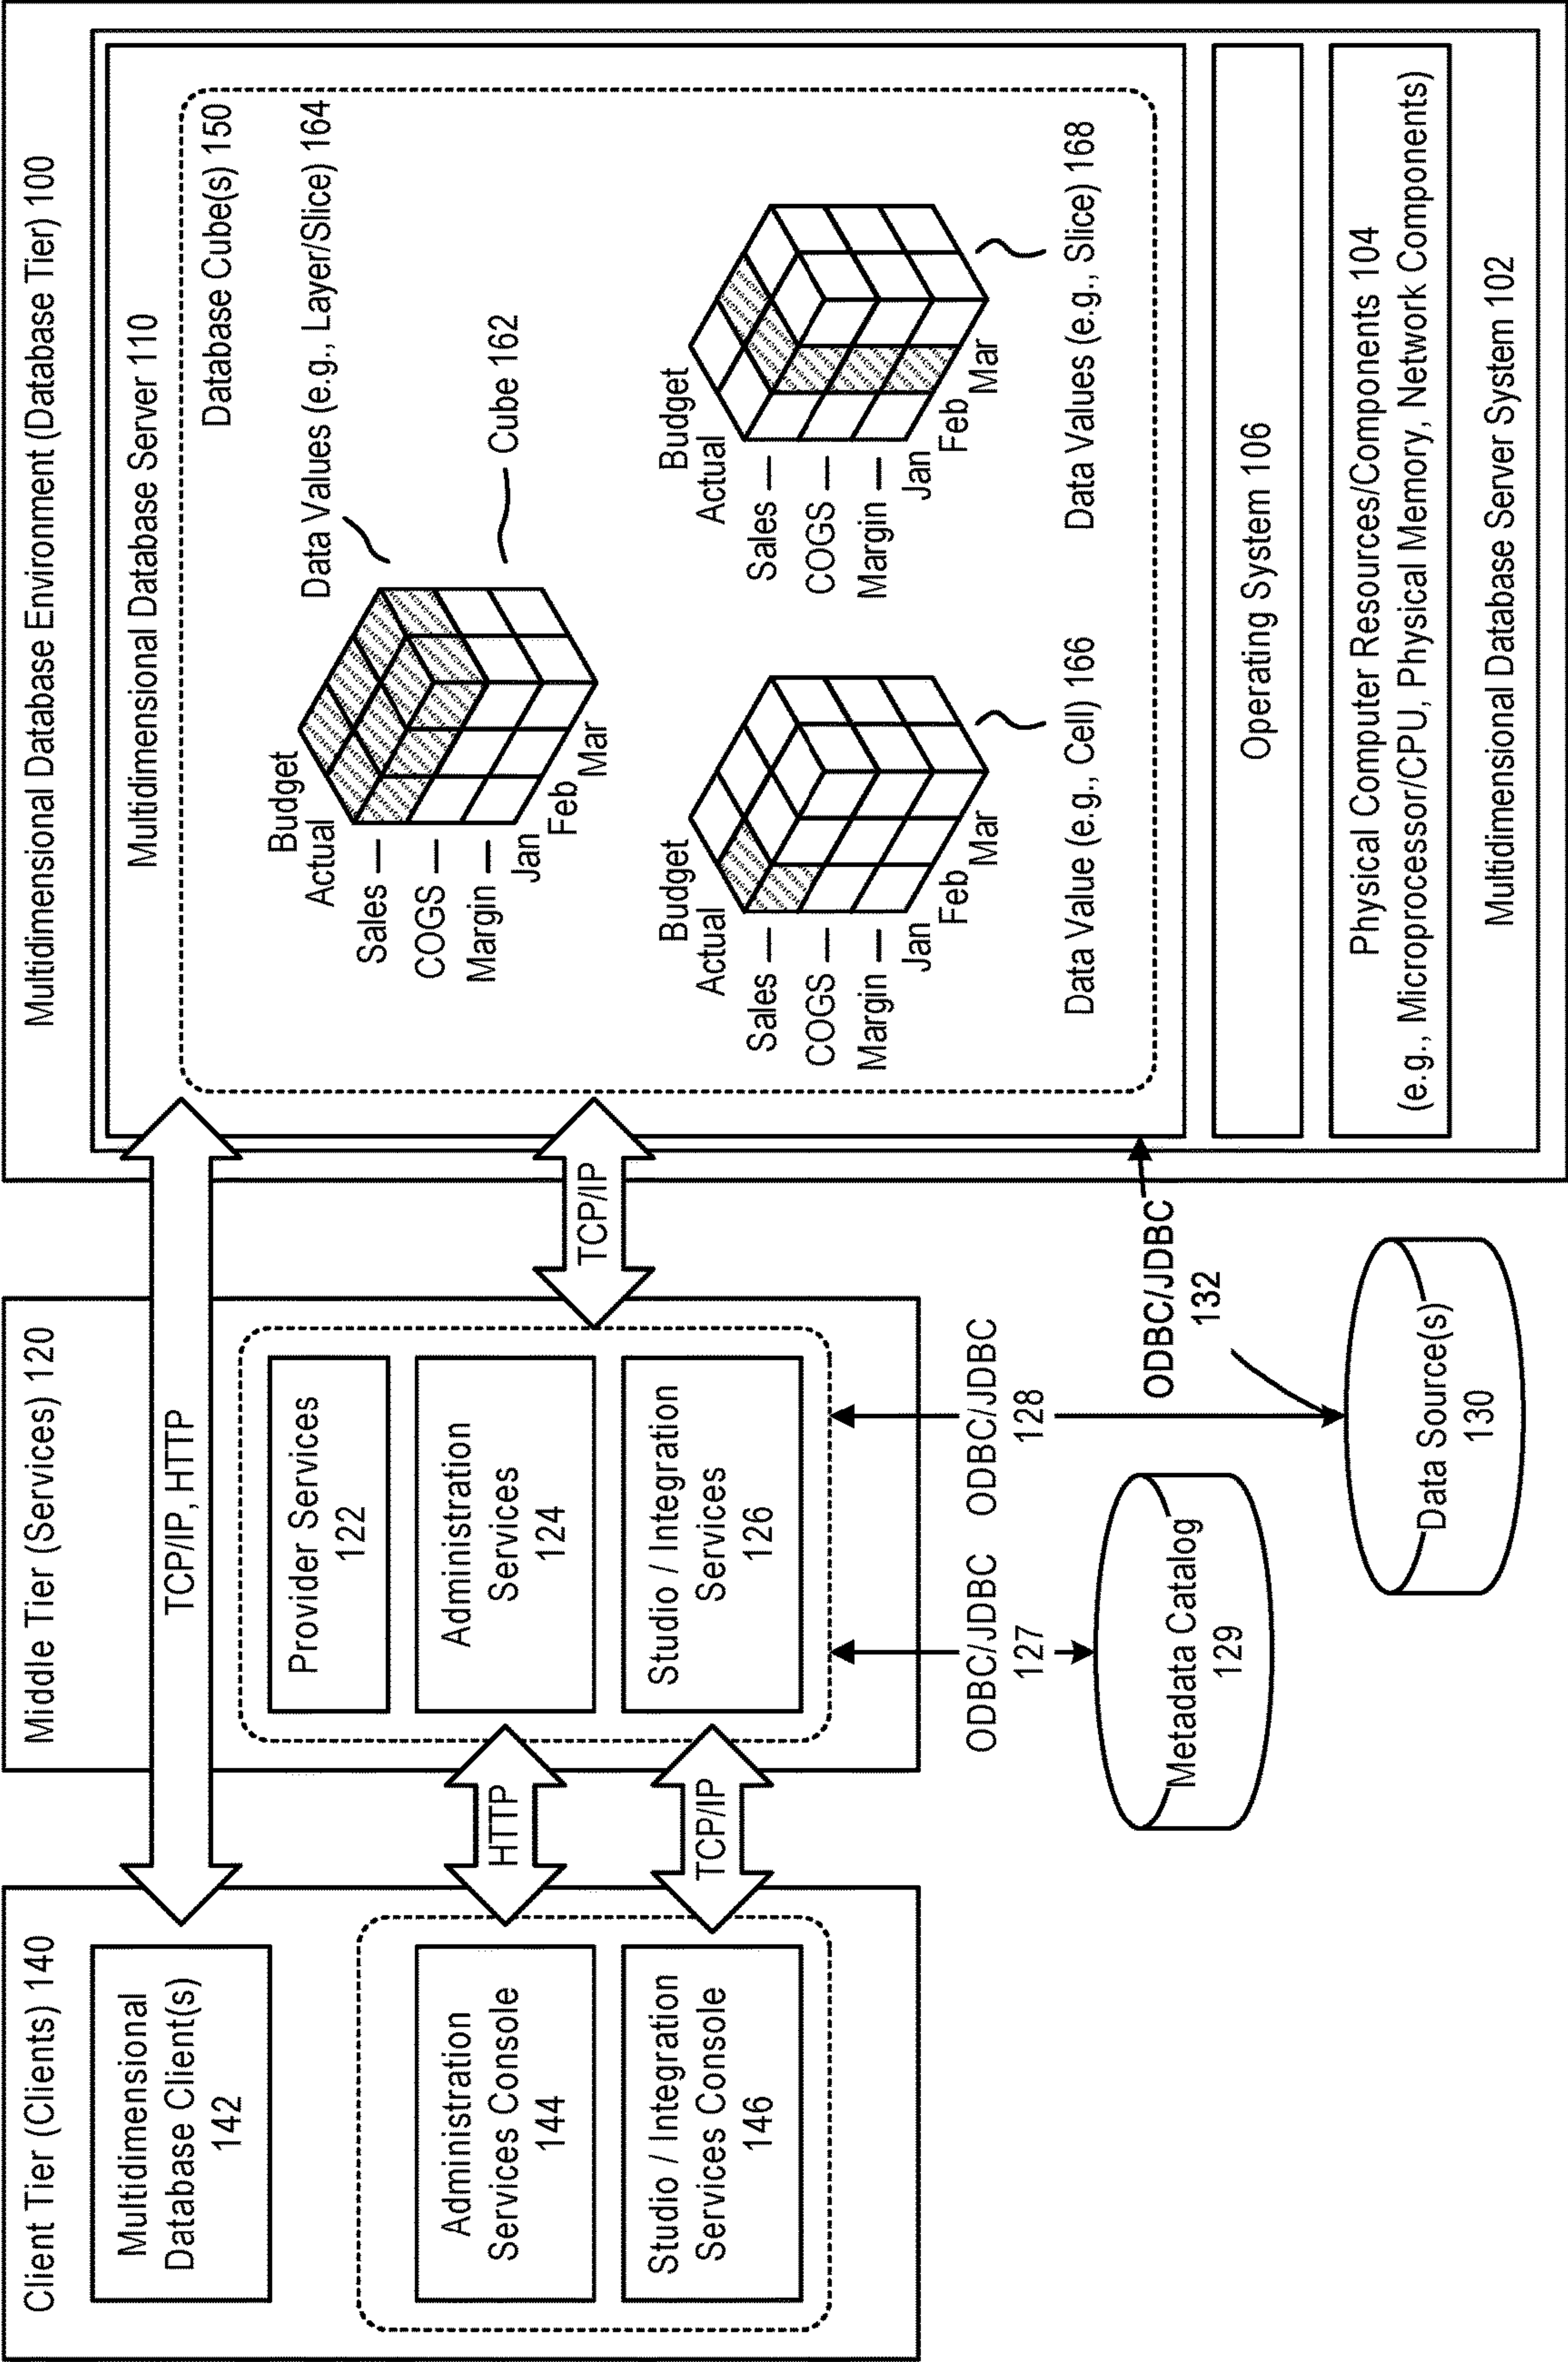 Client Tier (Clients) 140
Multidimensional
Database Client(s)
142
Administration
Services Console
144
Studio / Integration
Services Console
146
TCP/IP, HTTP
HTTP
TCP/IP
Middle Tier (Services) 120
Provider Services
122
Administration
Services
124
Studio / Integration
Services
126
ODBC/JDBC
127
ODBC/JDBC
128
Metadata Catalog
129
Data Source(s)
130
ODBC/JDBC
132
TCP/IP
Multidimensional Database Environment (Database Tier) 100
Multidimensional Database Server 110
Database Cube(s) 150
Data Values (e.g., Layer/Slice) 164
Cube 162
Budget
Actual
Sales
COGS
Margin
Jan
Feb
Mar
Budget
Actual
Sales
COGS
Margin
Jan
Feb
Mar
Data Value (e.g., Cell) 166
Budget
Actual
Sales
COGS
Margin
Jan
Feb
Mar
Data Values (e.g., Slice) 168
Operating System 106
Physical Computer Resources/Components 104
(e.g., Microprocessor/CPU, Physical Memory, Network Components)
Multidimensional Database Server System 102